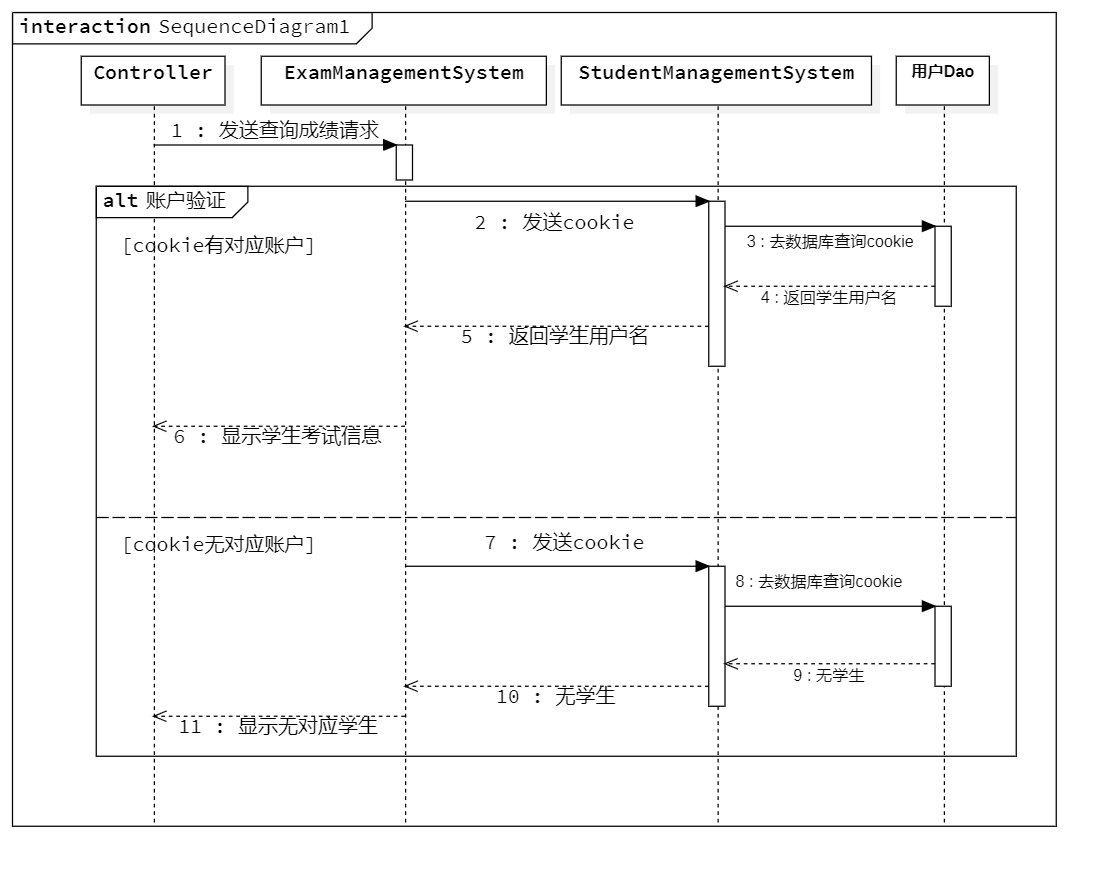 interaction SequenceDiagram1
Controller
ExamManagementSystem
StudentManagementSystem
用户Dao
1 : 发送查询成绩请求
alt 账户验证
2 : 发送cookie
[cookie有对应账户]
3 : 去数据库查询cookie
4 : 返回学生用户名
5 : 返回学生用户名
6 : 显示学生考试信息
[cookie无对应账户]
7 : 发送cookie
8 : 去数据库查询cookie
9 : 无学生
10 : 无学生
11 : 显示无对应学生